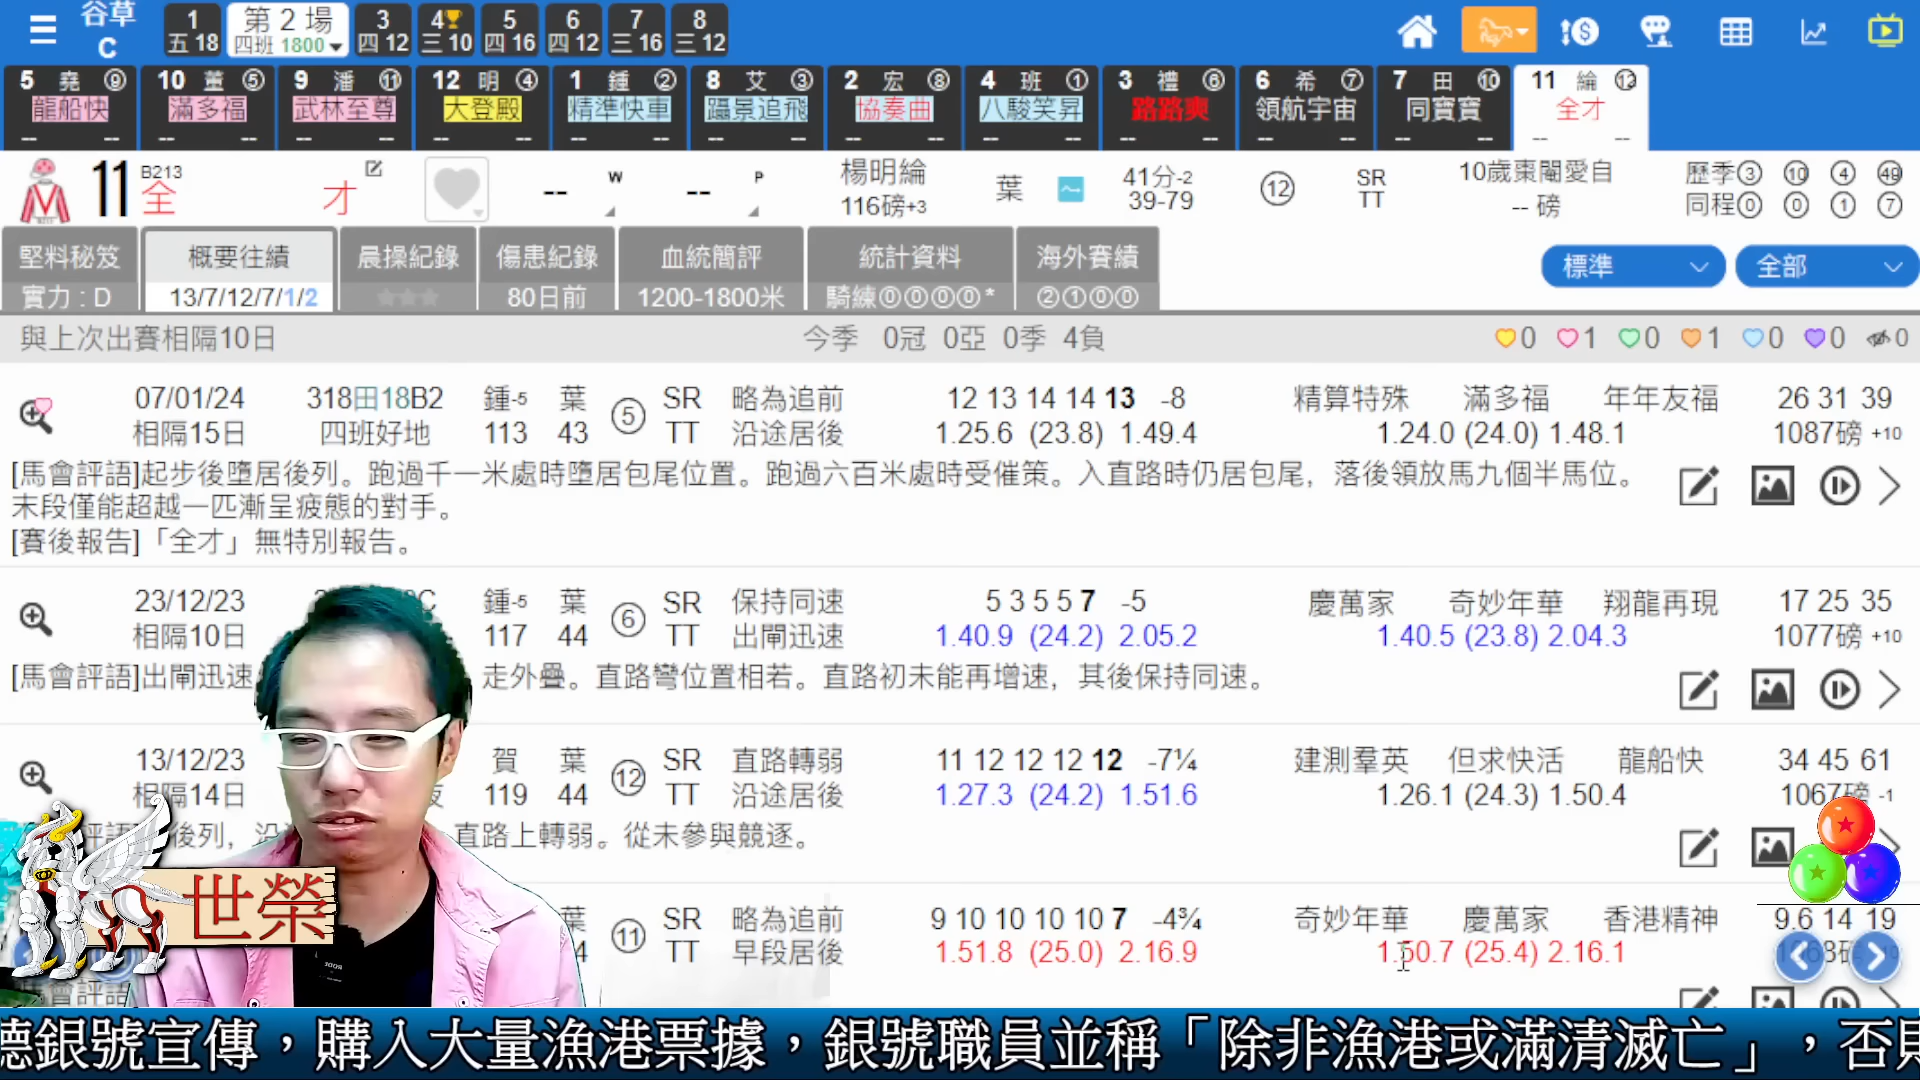 谷草
C
1
五 18
第 2 場
四班 1800
3
四 12
4
三 10
5
四 16
6
四 12
7
三 16
8
三 12
5 堯 ⑨
龍船快
-- --
10 董 ⑤
滿多福
-- --
9 潘 ⑪
武林至尊
-- --
12 明 ④
大登殿
-- --
1 鍾 ②
精準快車
-- --
8 艾 ③
躡景追飛
-- --
2 宏 ⑧
協奏曲
-- --
4 班 ①
八駿笑昇
-- --
3 禮 ⑥
路路爽
-- --
6 希 ⑦
領航宇宙
-- --
7 田 ⑩
同寶寶
-- --
11 綸 ⑫
全才
-- --
11 B213
全 才
-- W
-- P
楊明綸
116磅+3
葉
41分-2
39-79
⑫
SR
TT
10歲棗閹愛自
-- 磅
歷季③ ⑩ ④ ㊽
同程⓪ ⓪ ① ⑦
堅料秘笈
實力 : D
概要往績
13/7/12/7/1/2
晨操紀錄
★★★
傷患紀錄
80日前
血統簡評
1200-1800米
統計資料
騎練⓪⓪⓪⓪*
海外賽績
②①⓪⓪
標準
全部
與上次出賽相隔10日 今季 0冠 0亞 0季 4負 0 1 0 1 0 0 0
07/01/24 318田18B2 鍾-5 葉 ⑤ SR 略為追前 12 13 14 14 13 -8 精算特殊 滿多福 年年友福 26 31 39
相隔15日 四班好地 113 43 TT 沿途居後 1.25.6 (23.8) 1.49.4 1.24.0 (24.0) 1.48.1 1087磅 +10
[馬會評語]起步後墮居後列。跑過千一米處時墮居包尾位置。跑過六百米處時受催策。入直路時仍居包尾，落後領放馬九個半馬位。
末段僅能超越一匹漸呈疲態的對手。
[賽後報告]「全才」無特別報告。
23/12/23 C 鍾-5 葉 ⑥ SR 保持同速 5 3 5 5 7 -5 慶萬家 奇妙年華 翔龍再現 17 25 35
相隔10日 117 44 TT 出閘迅速 1.40.9 (24.2) 2.05.2 1.40.5 (23.8) 2.04.3 1077磅 +10
[馬會評語]出閘迅速 走外疊。直路彎位置相若。直路初未能再增速，其後保持同速。
13/12/23 賀 葉 ⑫ SR 直路轉弱 11 12 12 12 12 -7¼ 建測羣英 但求快活 龍船快 34 45 61
相隔14日 夜 119 44 TT 沿途居後 1.27.3 (24.2) 1.51.6 1.26.1 (24.3) 1.50.4 1067磅 -1
評語 後列， 直路上轉弱。從未參與競逐。
世榮
葉 ⑪ SR 略為追前 9 10 10 10 10 7 -4¾ 奇妙年華 慶萬家 香港精神 9.6 14 19
4 TT 早段居後 1.51.8 (25.0) 2.16.9 1.50.7 (25.4) 2.16.1
德銀號宣傳，購入大量漁港票據，銀號職員並稱「除非漁港或滿清滅亡」，否則